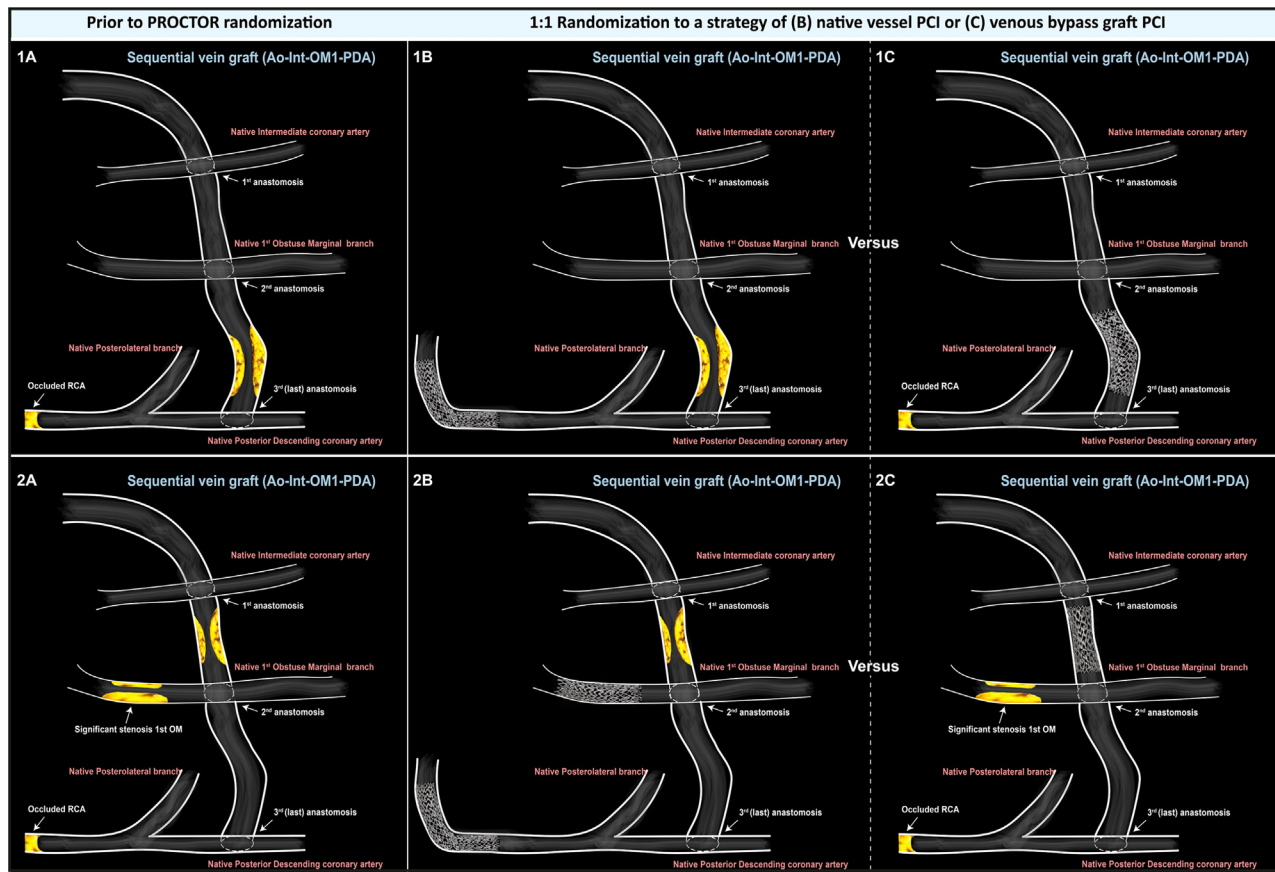 Prior to PROCTOR randomization
1:1 Randomization to a strategy of (B) native vessel PCI or (C) venous bypass graft PCI
1A
Sequential vein graft (Ao-Int-OM1-PDA)
Native Intermediate coronary artery
1st anastomosis
Native 1st Obstuse Marginal branch
2nd anastomosis
Native Posterolateral branch
Occluded RCA
3rd (last) anastomosis
Native Posterior Descending coronary artery
1B
Sequential vein graft (Ao-Int-OM1-PDA)
Native Intermediate coronary artery
1st anastomosis
Native 1st Obstuse Marginal branch
2nd anastomosis
Native Posterolateral branch
3rd (last) anastomosis
Native Posterior Descending coronary artery
Versus
1C
Sequential vein graft (Ao-Int-OM1-PDA)
Native Intermediate coronary artery
1st anastomosis
Native 1st Obstuse Marginal branch
2nd anastomosis
Native Posterolateral branch
Occluded RCA
3rd (last) anastomosis
Native Posterior Descending coronary artery
2A
Sequential vein graft (Ao-Int-OM1-PDA)
Native Intermediate coronary artery
1st anastomosis
Native 1st Obstuse Marginal branch
2nd anastomosis
Significant stenosis 1st OM
Native Posterolateral branch
Occluded RCA
3rd (last) anastomosis
Native Posterior Descending coronary artery
2B
Sequential vein graft (Ao-Int-OM1-PDA)
Native Intermediate coronary artery
1st anastomosis
Native 1st Obstuse Marginal branch
2nd anastomosis
Native Posterolateral branch
3rd (last) anastomosis
Native Posterior Descending coronary artery
Versus
2C
Sequential vein graft (Ao-Int-OM1-PDA)
Native Intermediate coronary artery
1st anastomosis
Native 1st Obstuse Marginal branch
2nd anastomosis
Significant stenosis 1st OM
Native Posterolateral branch
Occluded RCA
3rd (last) anastomosis
Native Posterior Descending coronary artery